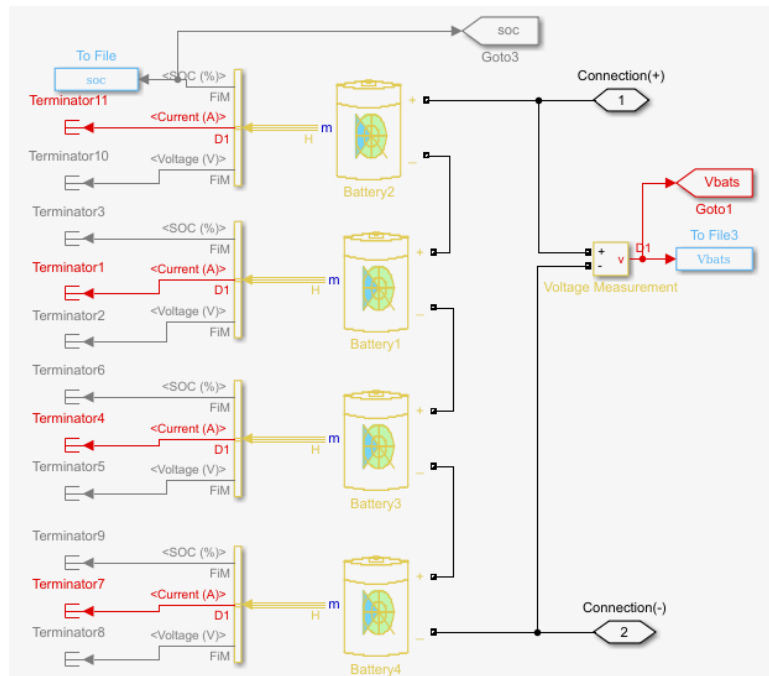 soc
Goto3
To File
soc
<SOC (%)>
FiM
Terminator11
<Current (A)>
D1
m
H
+
_
Battery2
Terminator10
<Voltage (V)>
FiM
Connection(+)
1
Terminator3
<SOC (%)>
FiM
Terminator1
<Current (A)>
D1
m
H
+
_
Battery1
Terminator2
<Voltage (V)>
FiM
Vbats
Goto1
To File3
Vbats
+
-
v
D1
Voltage Measurement
Terminator6
<SOC (%)>
FiM
Terminator4
<Current (A)>
D1
m
H
+
_
Battery3
Terminator5
<Voltage (V)>
FiM
Terminator9
<SOC (%)>
FiM
Terminator7
<Current (A)>
D1
m
H
+
_
Battery4
Terminator8
<Voltage (V)>
FiM
Connection(-)
2